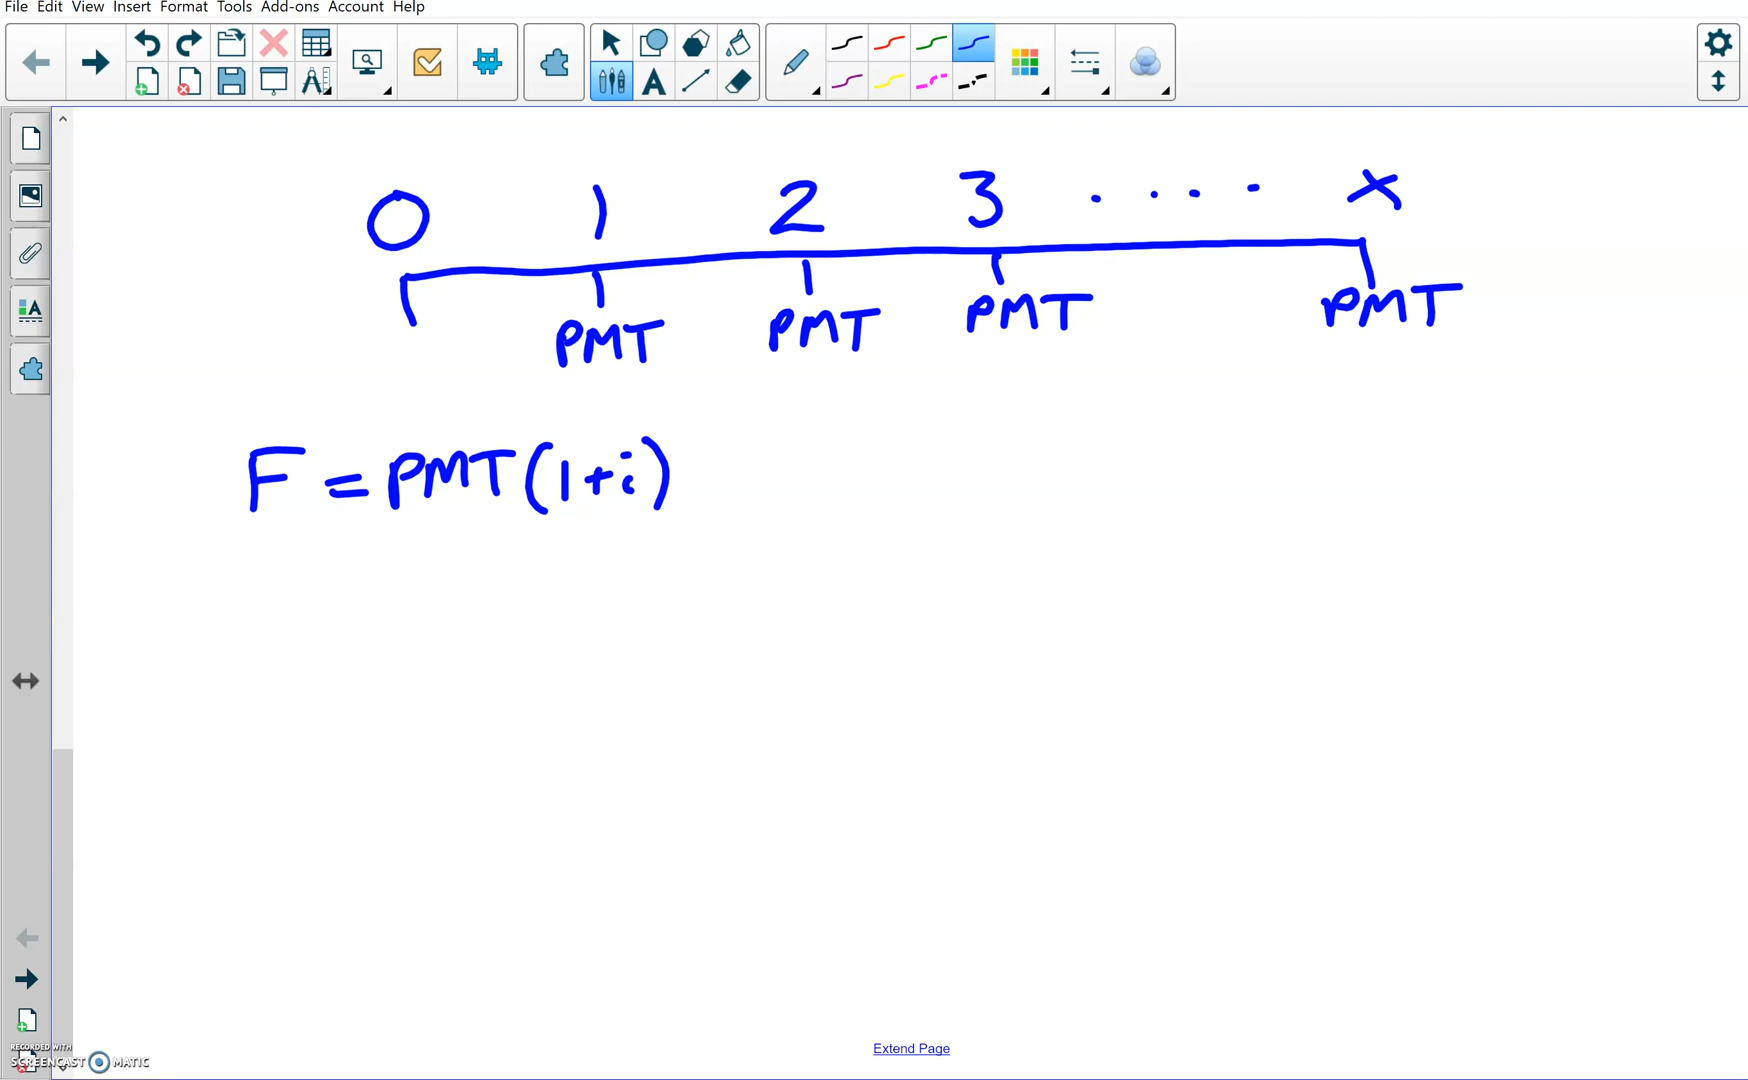 File Edit View Insert Format Tools Add-ons Account Help
0 1 2 3 . . . . x
PMT PMT PMT PMT
F = PMT(1+i)
Extend Page
RECORDED WITH
SCREENCAST MATIC